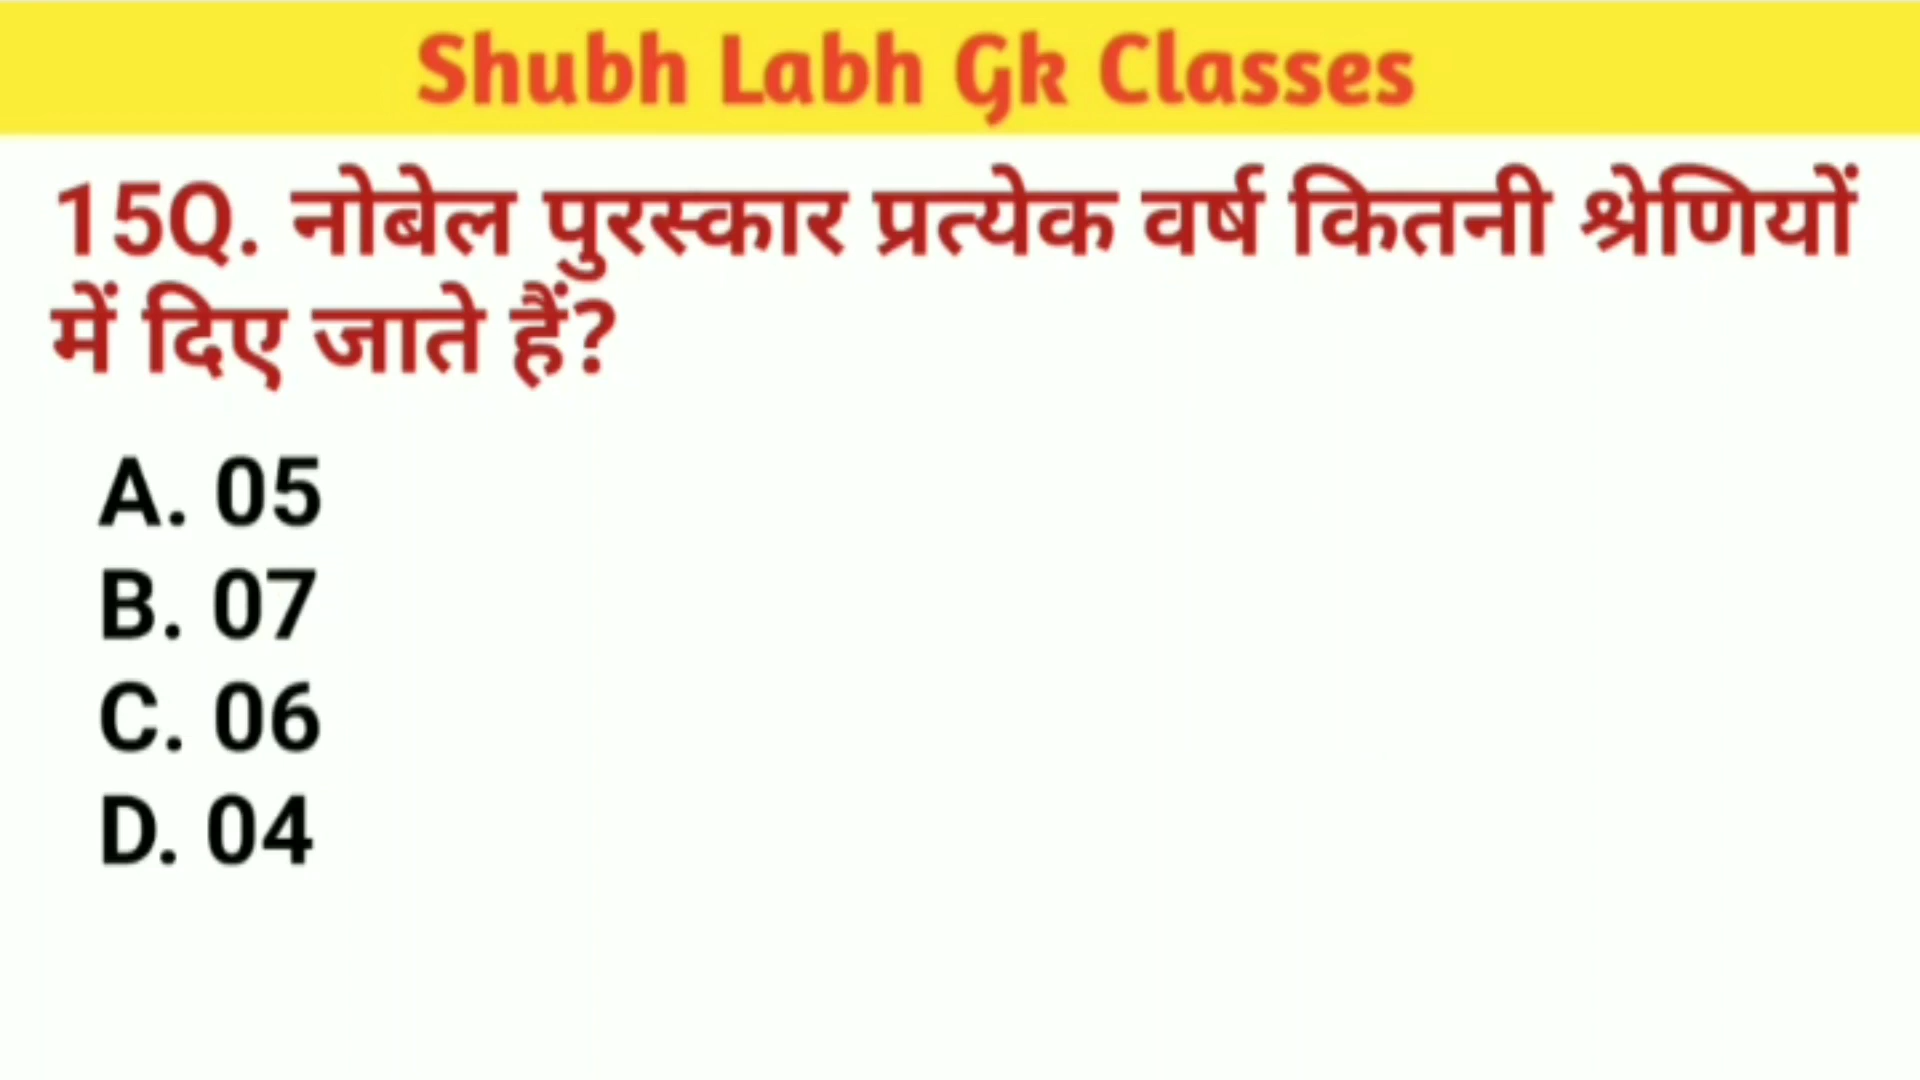 Shubh Labh Gk Classes
15Q. नोबेल पुरस्कार प्रत्येक वर्ष कितनी श्रेणियों
में दिए जाते हैं?
A. 05
B. 07
C. 06
D. 04